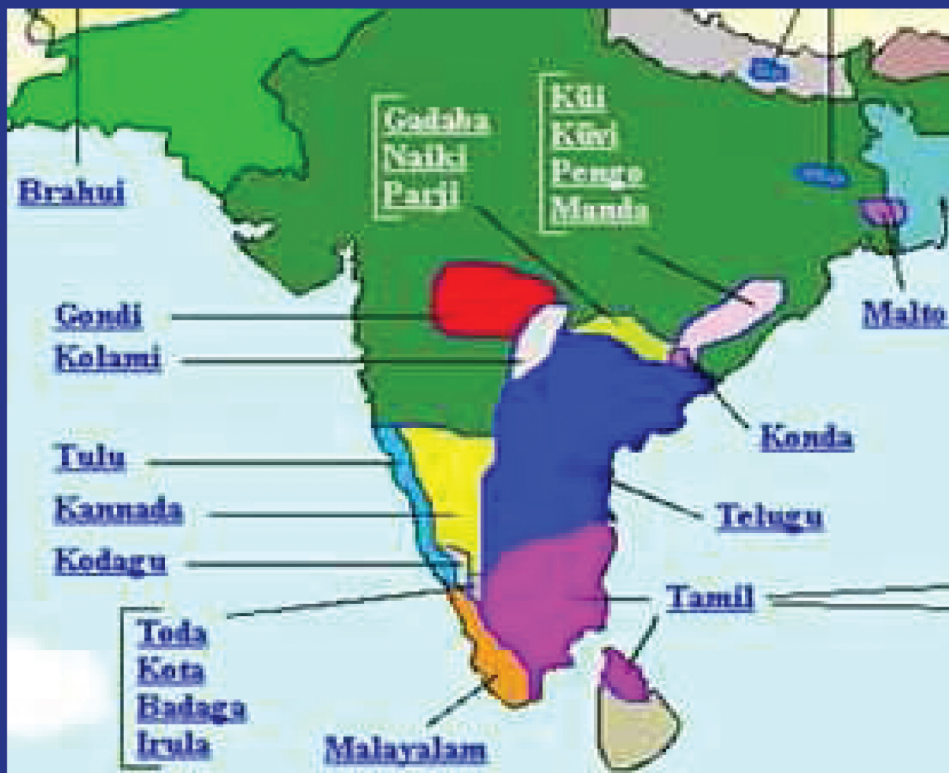 Gadaba
Naiki
Parji
Kūi
Kūvi
Pengo
Manda
Brahui
Gondi
Kolami
Malto
Tulu
Konda
Kannada
Telugu
Kodagu
Toda
Kota
Badaga
Irula
Tamil
Malayalam